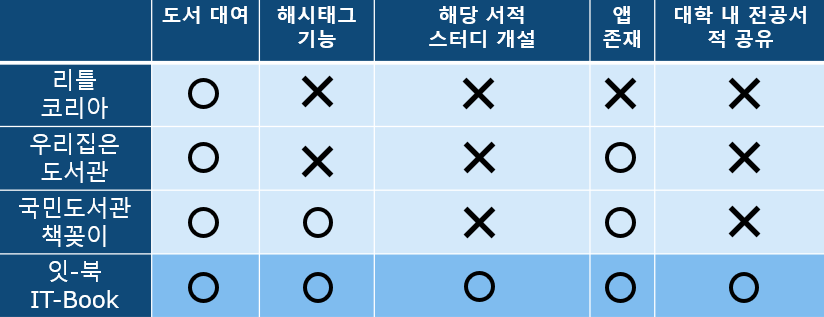 도서 대여
해시태그
기능
해당 서적
스터디 개설
앱
존재
대학 내 전공서
적 공유
리틀
코리아
우리집은
도서관
국민도서관
책꽂이
잇-북
IT-Book